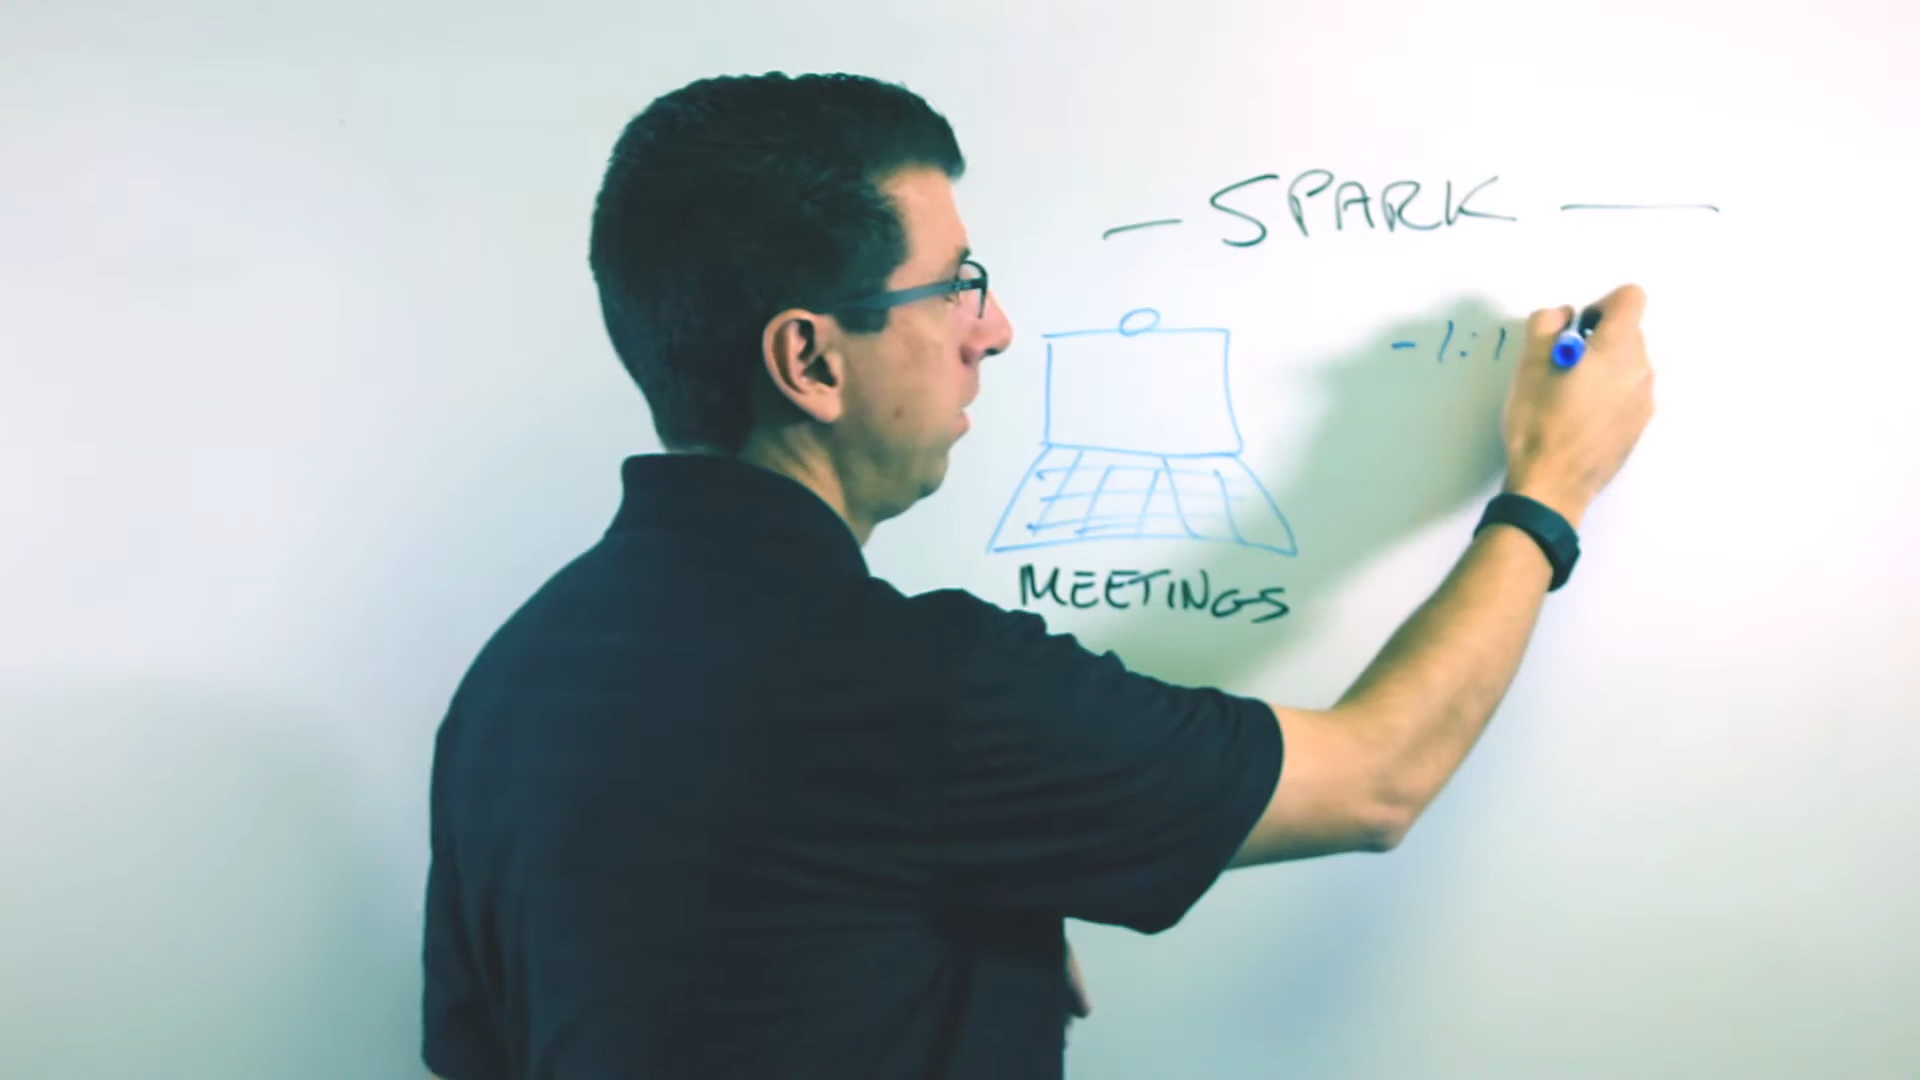 — SPARK —
- 1:1
MEETINGS